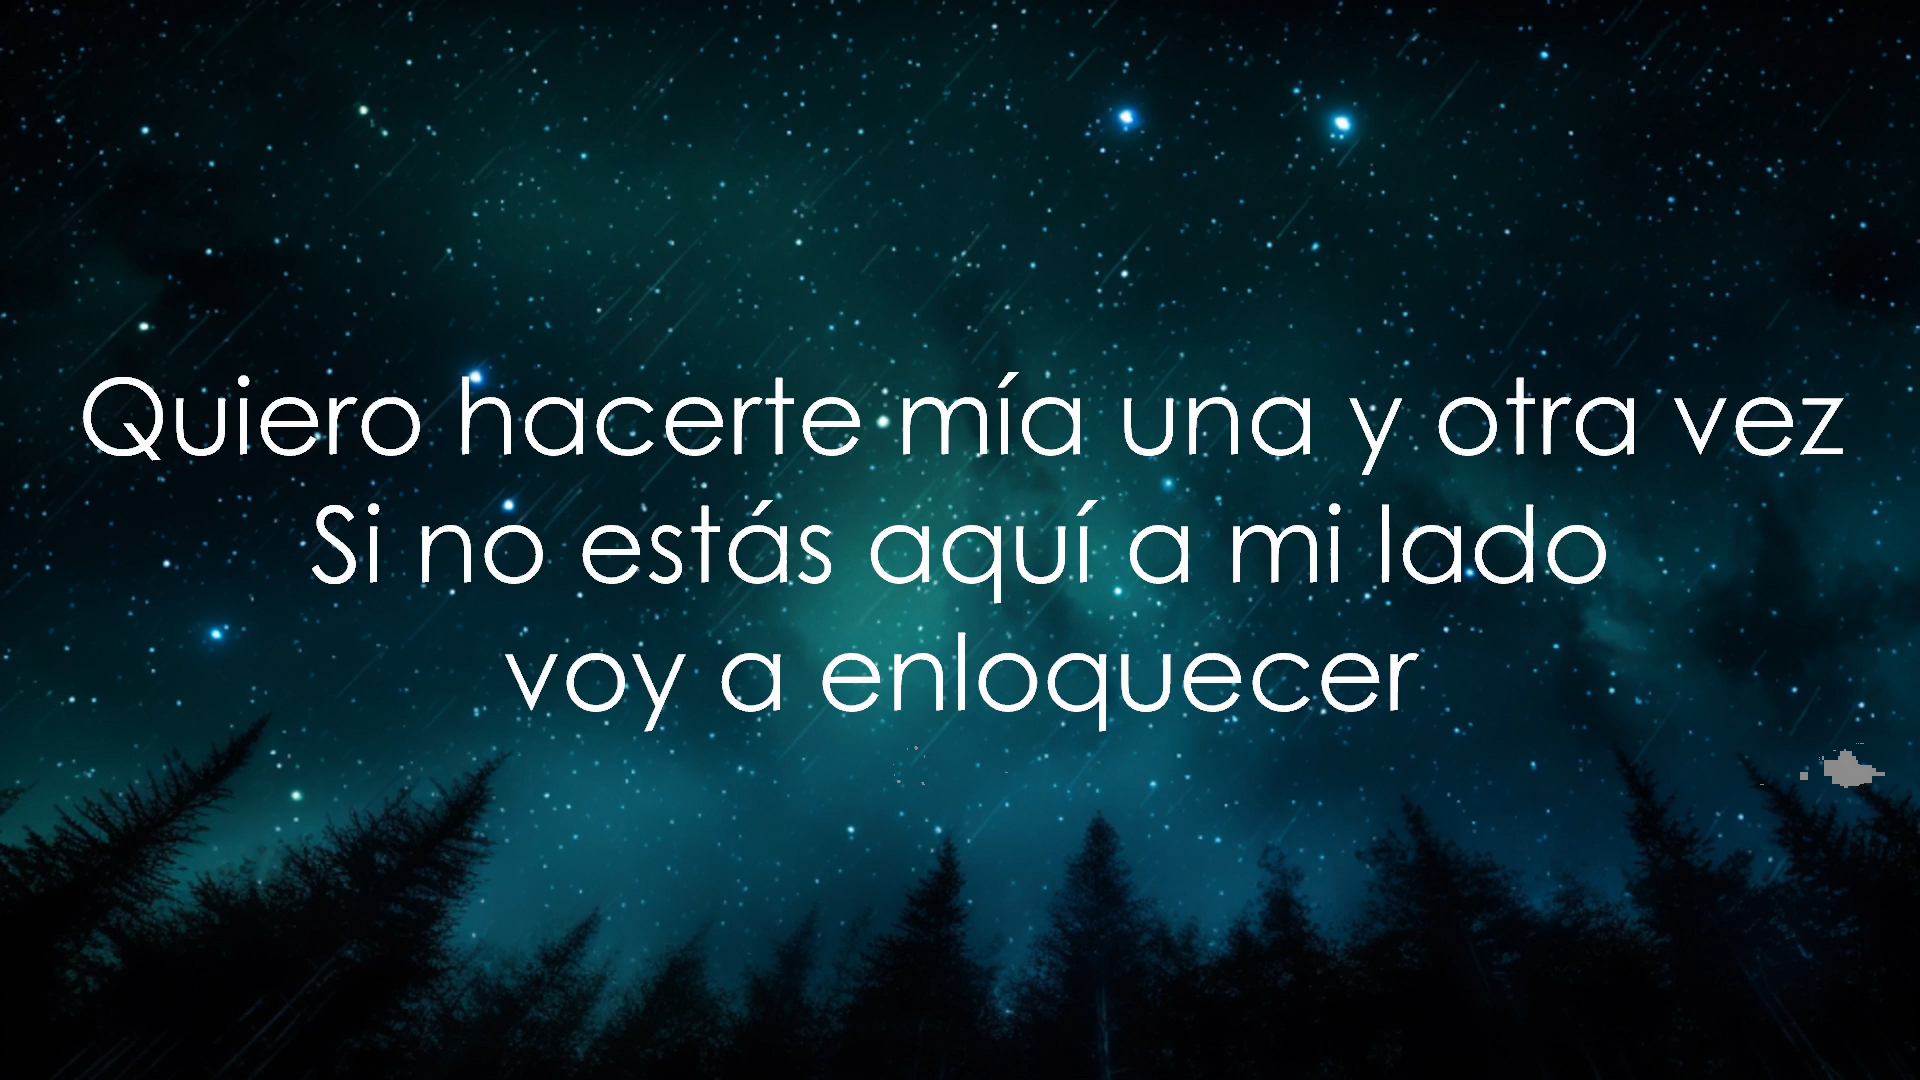 Quiero hacerte mía una y otra vez
Si no estás aquí a mi lado
voy a enloquecer